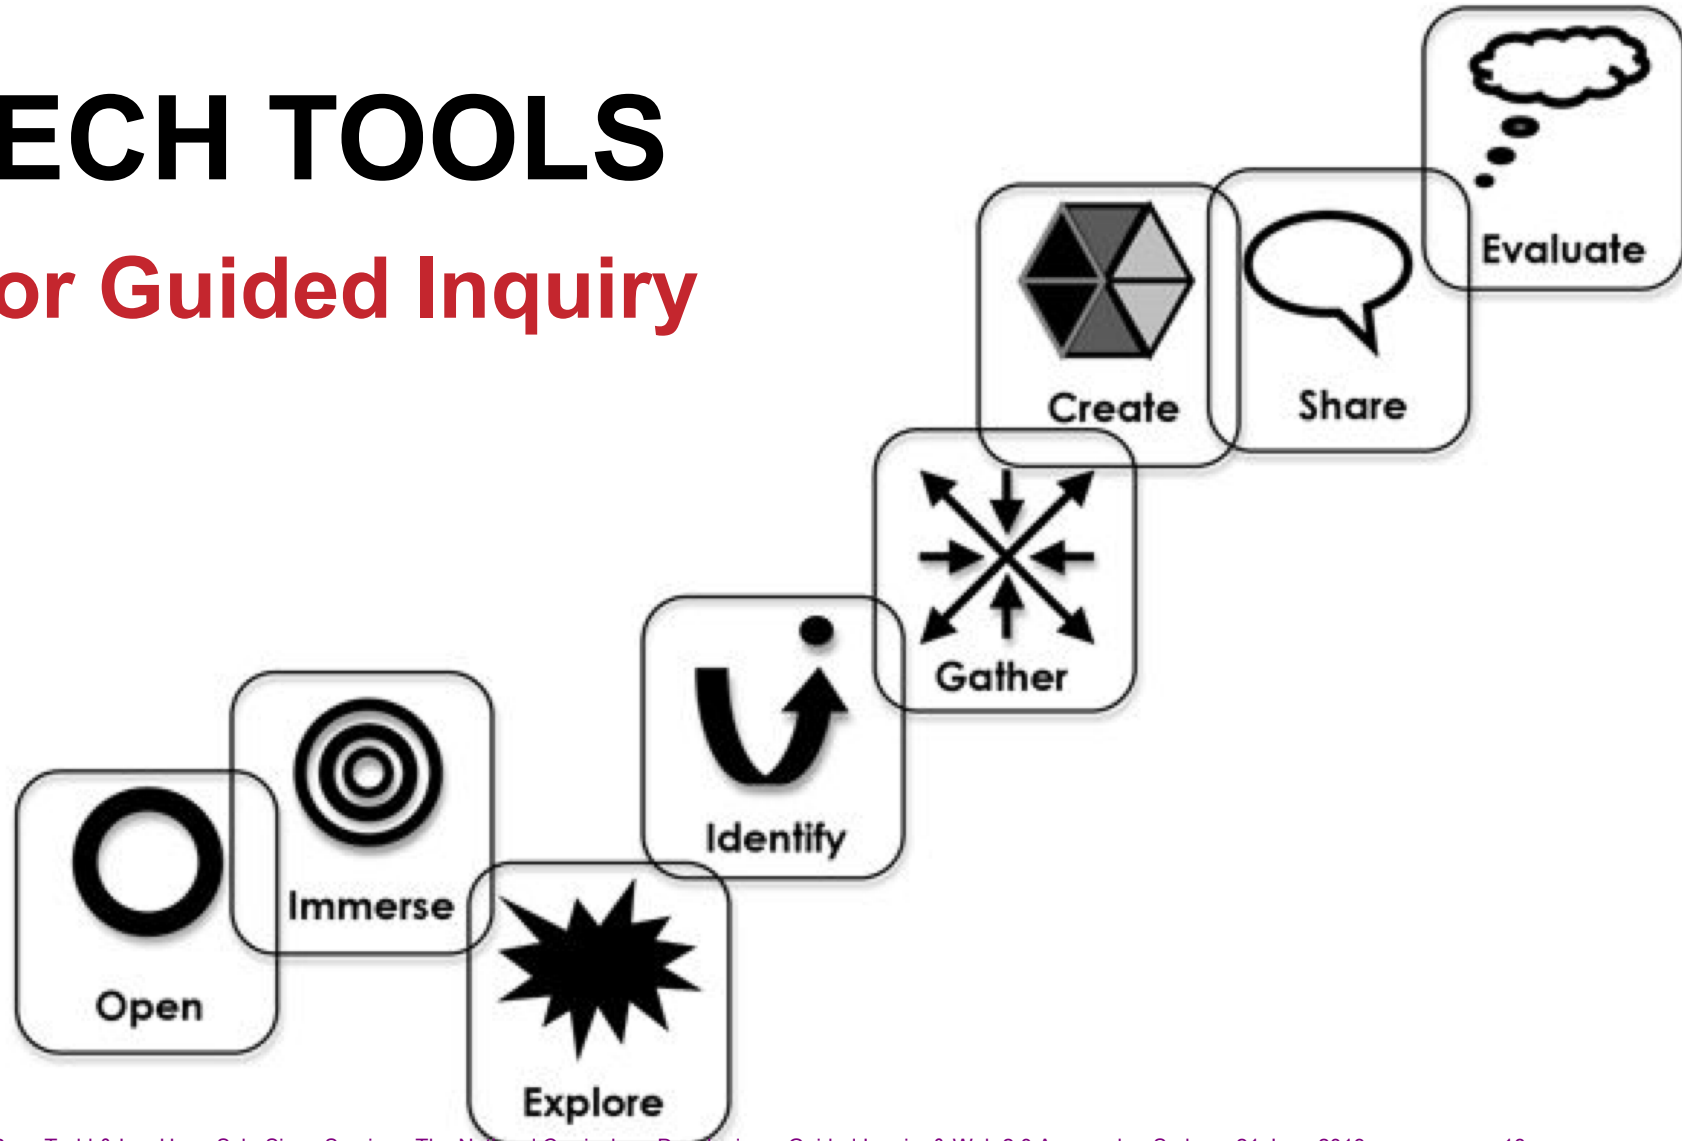 ECH TOOLS
or Guided Inquiry
Open
Immerse
Explore
Identify
Gather
Create
Share
Evaluate